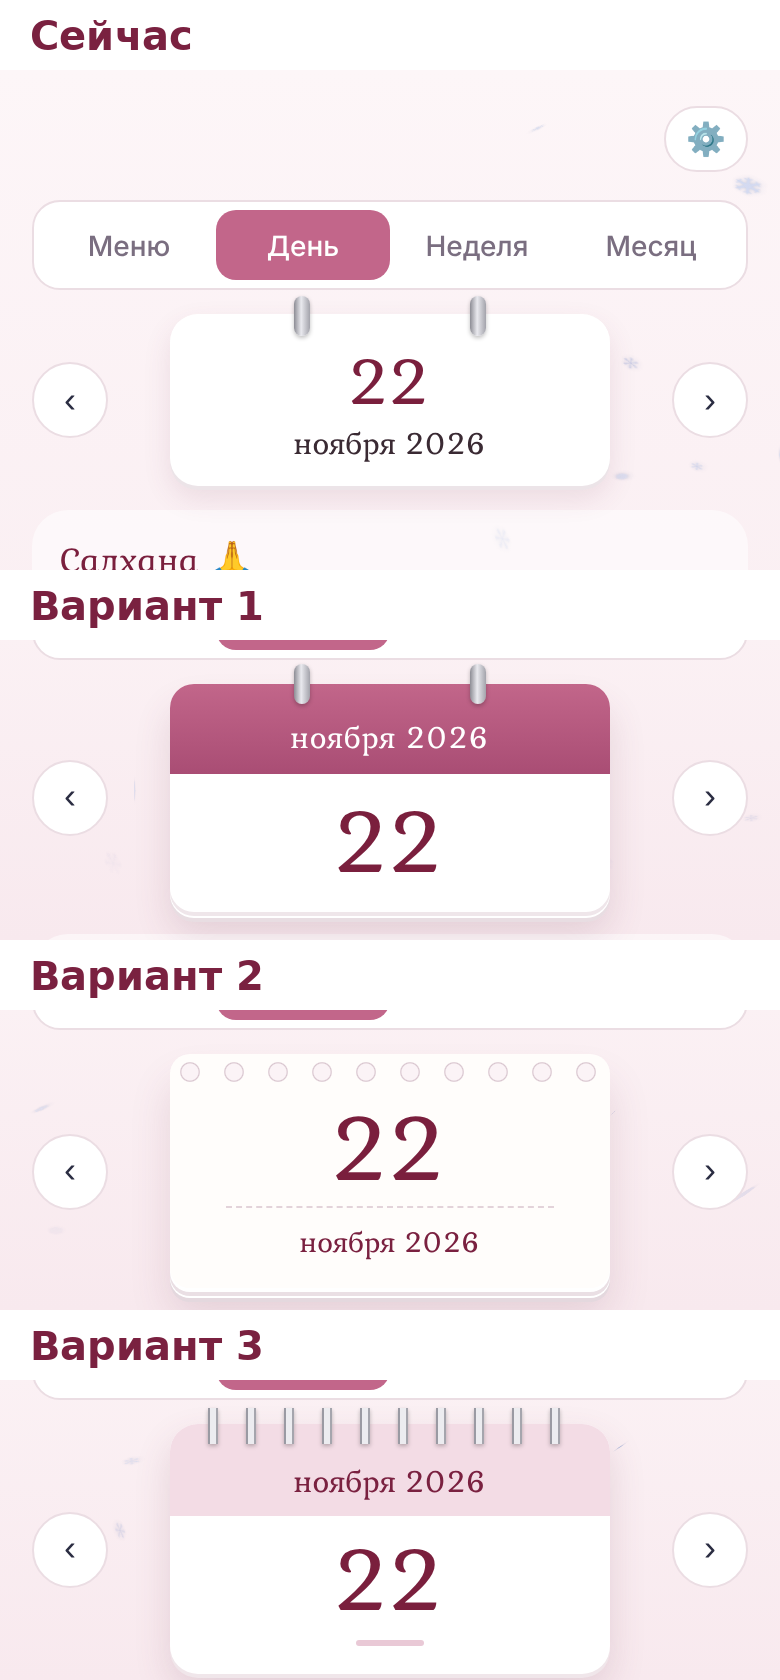 Сейчас
⚙️
Меню День Неделя Месяц
‹ 22 ›
ноября 2026
Салхана 🙏
Вариант 1
ноября 2026
‹ 22 ›
Вариант 2
‹ 22 ›
ноября 2026
Вариант 3
ноября 2026
‹ 22 ›